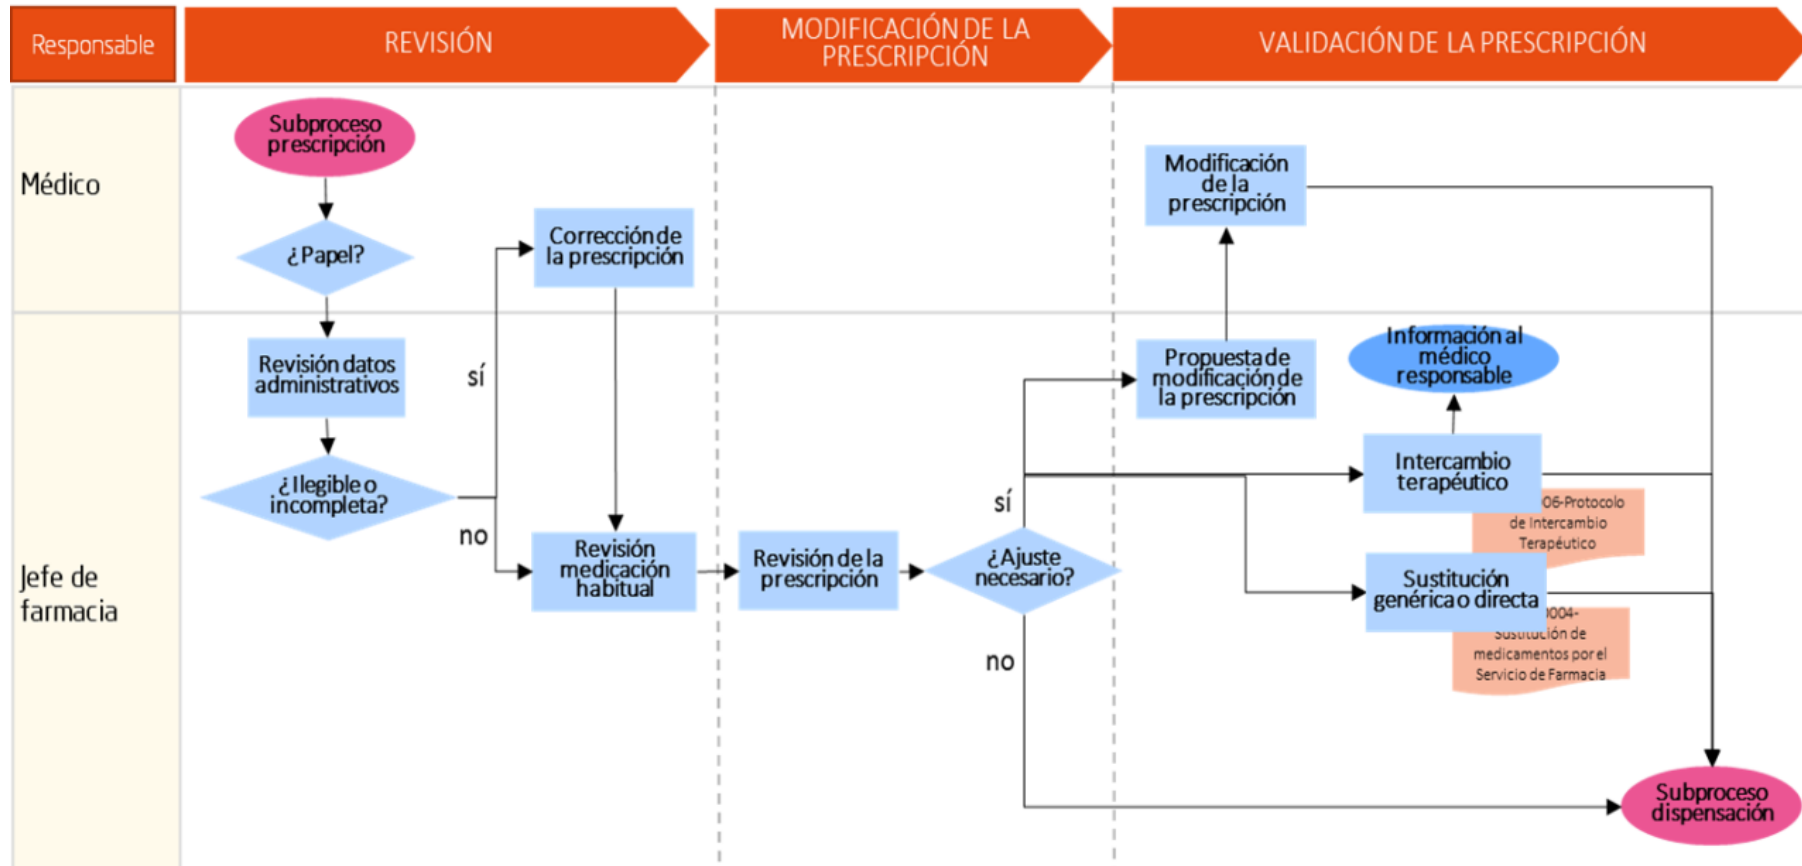 Responsable
REVISIÓN
MODIFICACIÓN DE LA
PRESCRIPCIÓN
VALIDACIÓN DE LA PRESCRIPCIÓN
Médico
Subproceso
prescripción
¿Papel?
Corrección de
la prescripción
Modificación
de la
prescripción
Jefe de
farmacia
Revisión datos
administrativos
¿Ilegible o
incompleta?
sí
no
Revisión
medicación
habitual
Revisión de la
prescripción
¿Ajuste
necesario?
sí
no
Propuesta de
modificación de
la prescripción
Información al
médico
responsable
Intercambio
terapéutico
06-Protocolo
de Intercambio
Terapéutico
Sustitución
genérica o directa
0004-
Sustitución de
medicamentos por el
Servicio de Farmacia
Subproceso
dispensación